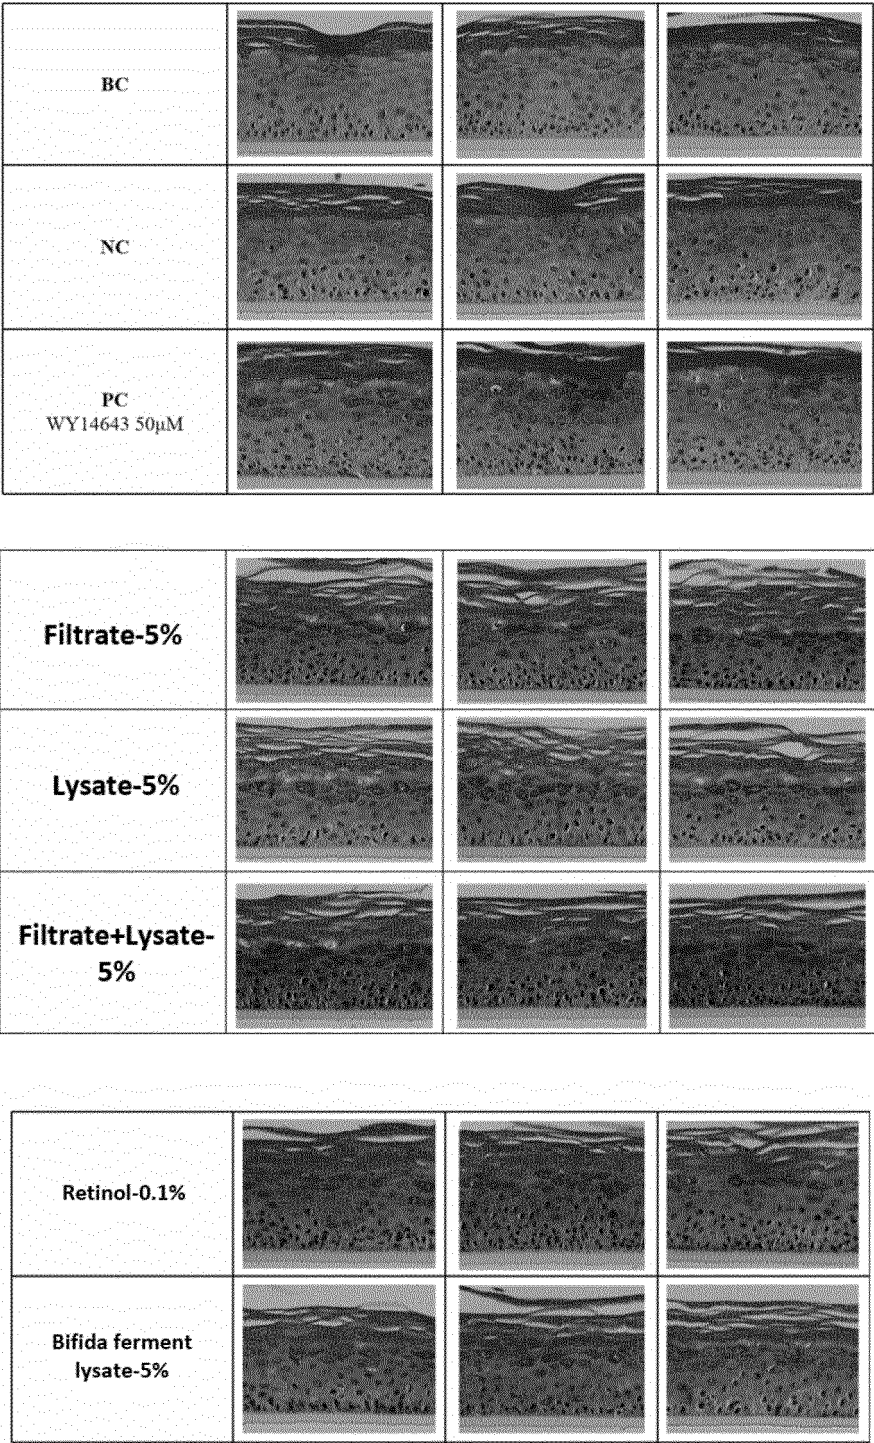 BC
NC
PC
WY14643 50μM
Filtrate-5%
Lysate-5%
Filtrate+Lysate-
5%
Retinol-0.1%
Bifida ferment
lysate-5%